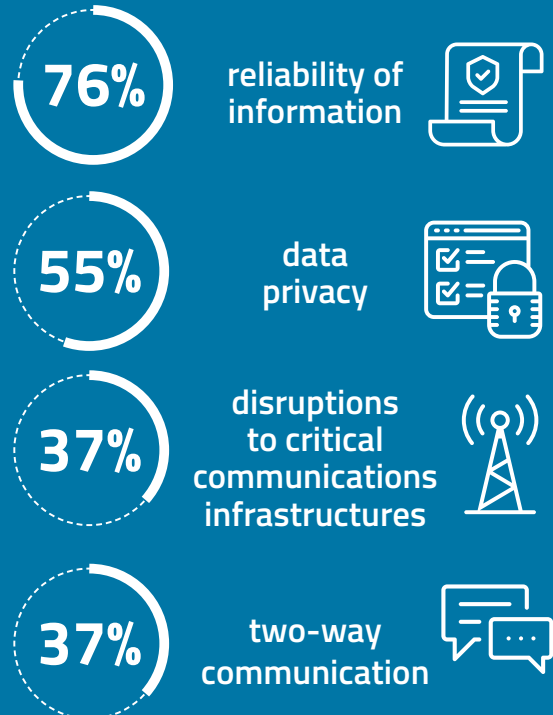 76%
reliability of
information
55%
data
privacy
37%
disruptions
to critical
communications
infrastructures
37%
two-way
communication